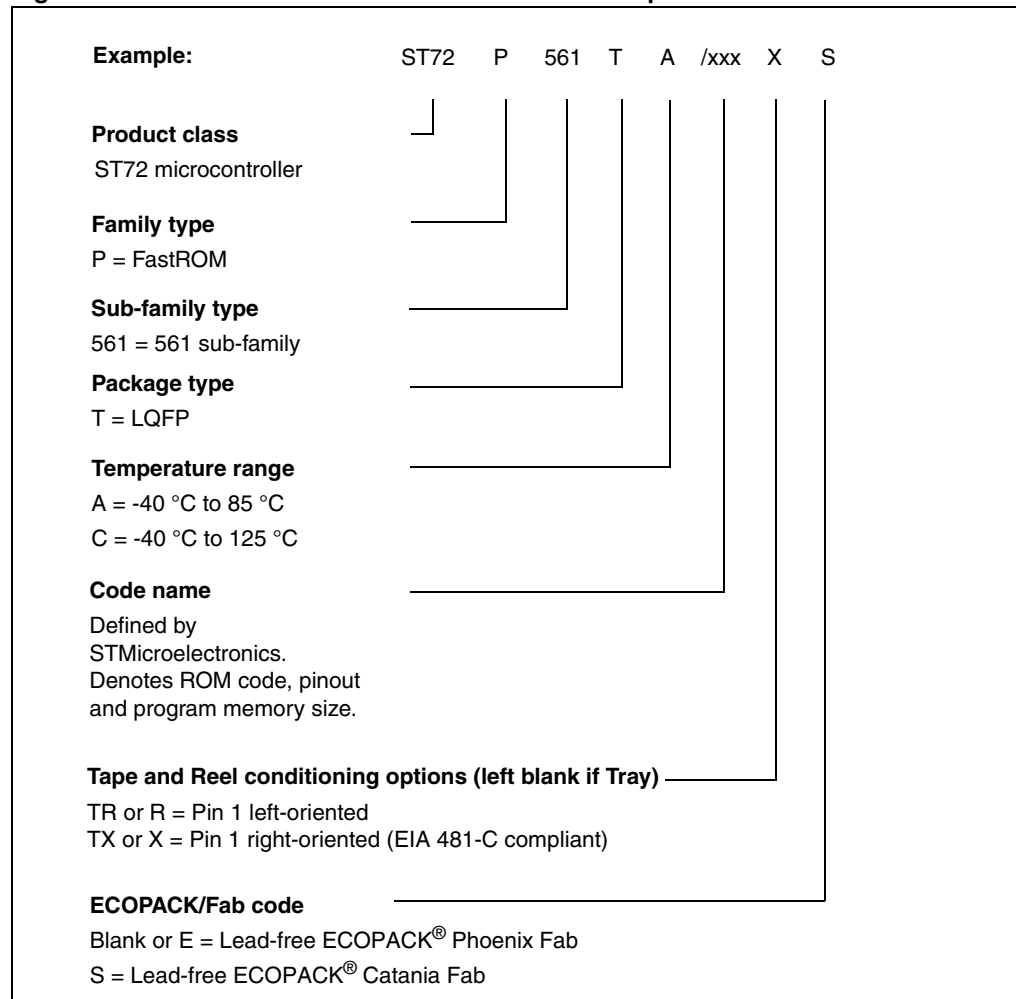 Example: ST72 P 561 T A /xxx X S
Product class
ST72 microcontroller
Family type
P = FastROM
Sub-family type
561 = 561 sub-family
Package type
T = LQFP
Temperature range
A = -40 °C to 85 °C
C = -40 °C to 125 °C
Code name
Defined by
STMicroelectronics.
Denotes ROM code, pinout
and program memory size.
Tape and Reel conditioning options (left blank if Tray)
TR or R = Pin 1 left-oriented
TX or X = Pin 1 right-oriented (EIA 481-C compliant)
ECOPACK/Fab code
Blank or E = Lead-free ECOPACK® Phoenix Fab
S = Lead-free ECOPACK® Catania Fab